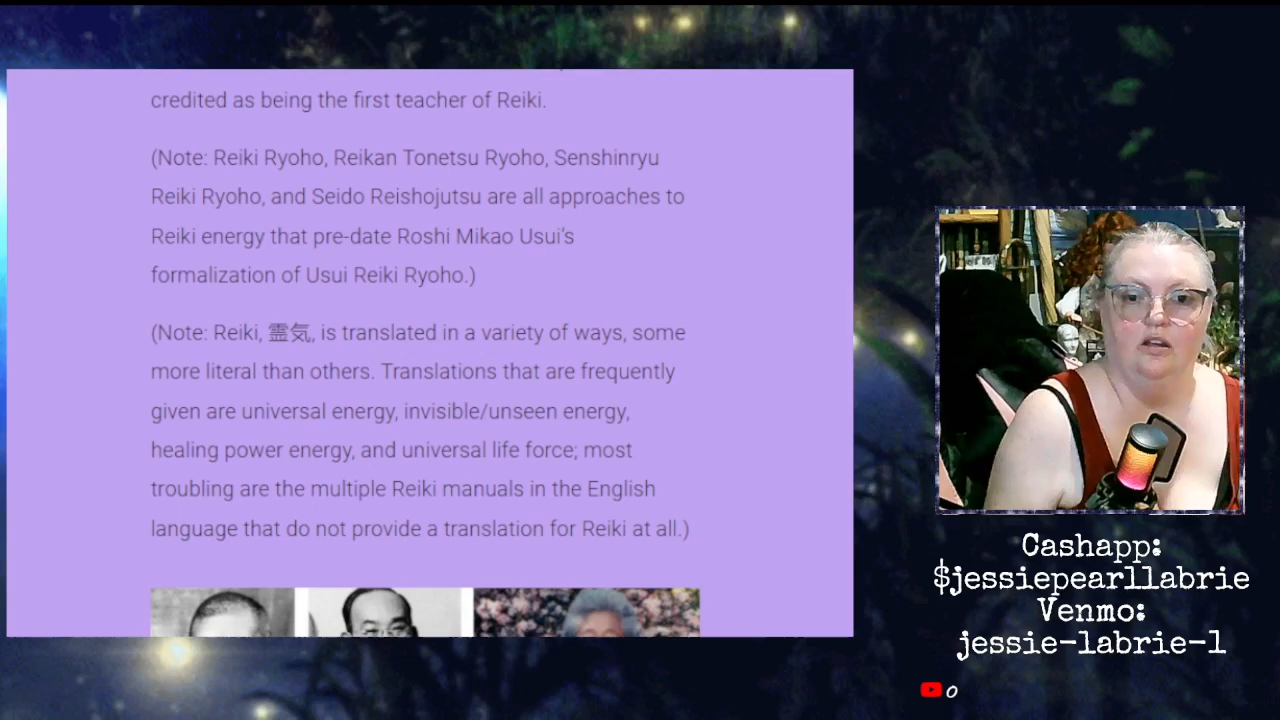 credited as being the first teacher of Reiki.
(Note: Reiki Ryoho, Reikan Tonetsu Ryoho, Senshinryu
Reiki Ryoho, and Seido Reishojutsu are all approaches to
Reiki energy that pre-date Roshi Mikao Usui's
formalization of Usui Reiki Ryoho.)
(Note: Reiki, 霊気, is translated in a variety of ways, some
more literal than others. Translations that are frequently
given are universal energy, invisible/unseen energy,
healing power energy, and universal life force; most
troubling are the multiple Reiki manuals in the English
language that do not provide a translation for Reiki at all.)
Cashapp:
$jessiepearllabrie
Venmo:
jessie-labrie-1
0